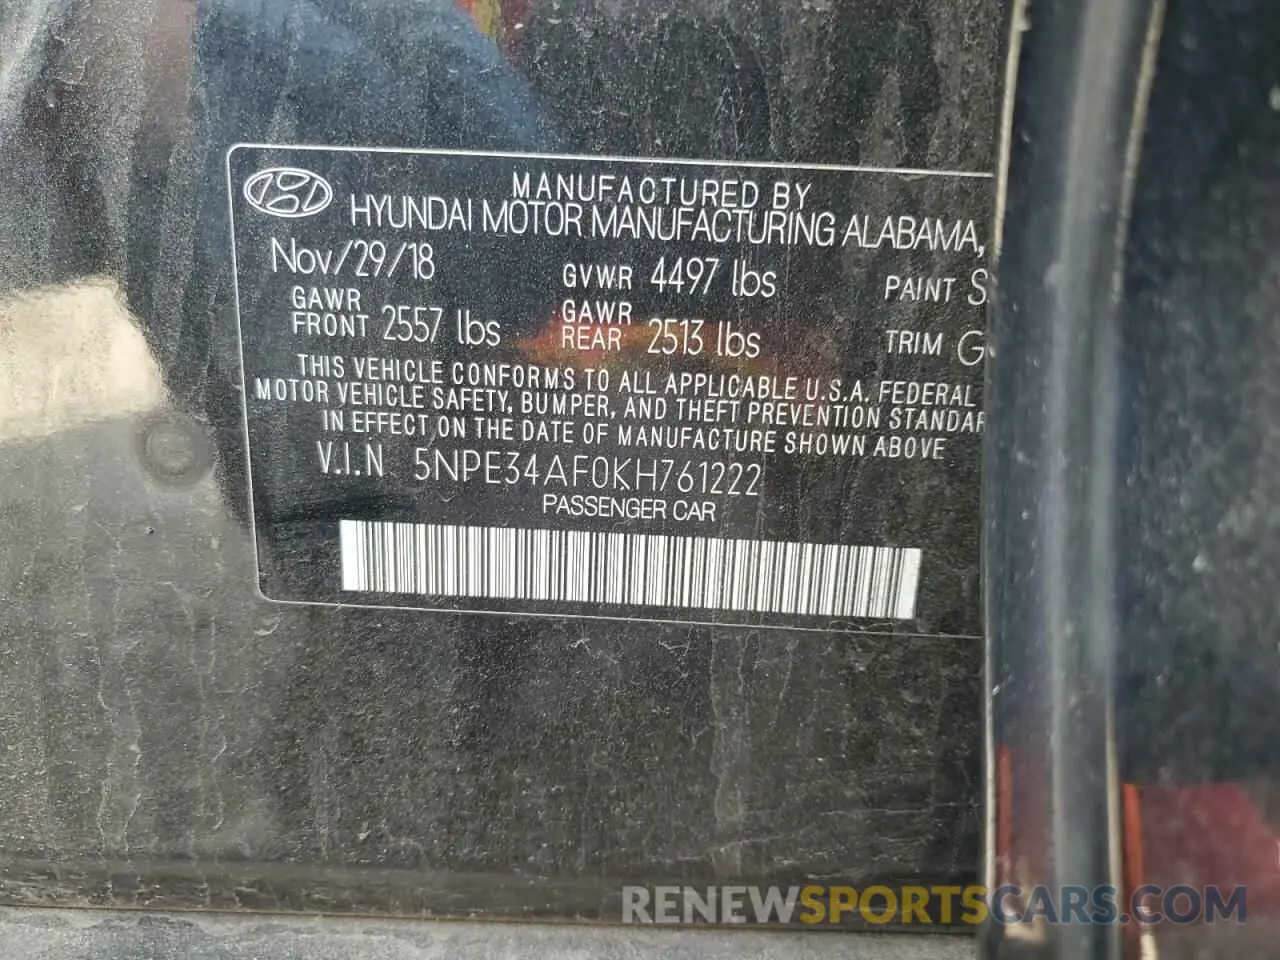 MANUFACTURED BY
HYUNDAI MOTOR MANUFACTURING ALABAMA,
Nov/29/18 GVWR 4497 lbs PAINT S
GAWR FRONT 2557 lbs GAWR REAR 2513 lbs TRIM G
THIS VEHICLE CONFORMS TO ALL APPLICABLE U.S.A. FEDERAL
MOTOR VEHICLE SAFETY, BUMPER, AND THEFT PREVENTION STANDAR
IN EFFECT ON THE DATE OF MANUFACTURE SHOWN ABOVE
V.I.N 5NPE34AF0KH761222
PASSENGER CAR
RENEWSPORTSCARS.COM